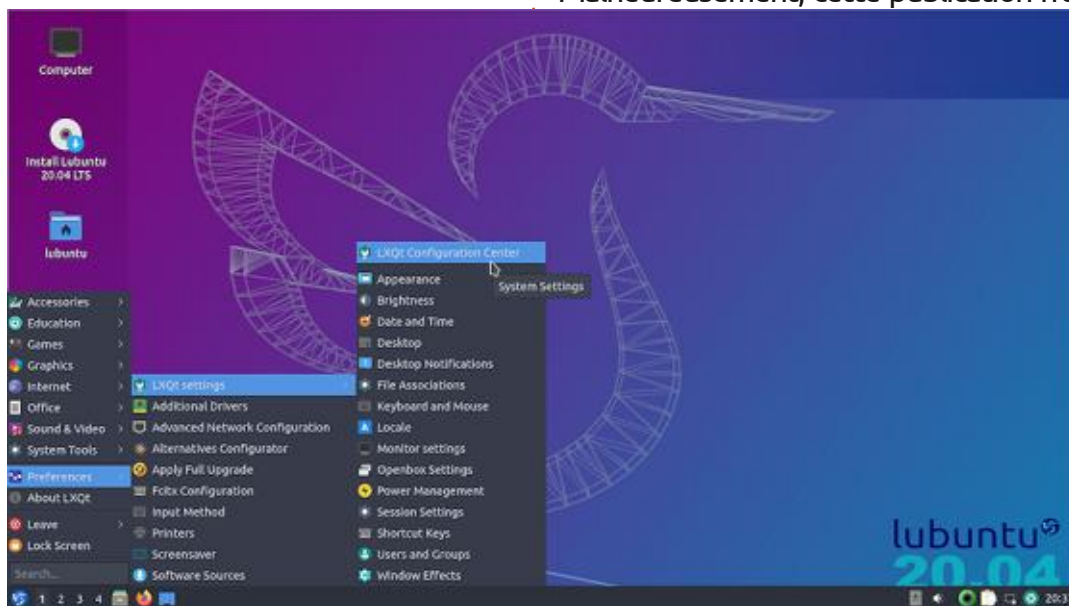 Computer
Install Lubuntu
20.04 LTS
lubuntu
Accessories
Education
Games
Graphics
Internet
Office
Sound & Video
System Tools
Preferences
About LXQt
Leave
Lock Screen
Search...
LXQt settings
Additional Drivers
Advanced Network Configuration
Alternatives Configurator
Apply Full Upgrade
Fcitx Configuration
Input Method
Printers
Screensaver
Software Sources
LXQt Configuration Center
System Settings
Appearance
Brightness
Date and Time
Desktop
Desktop Notifications
File Associations
Keyboard and Mouse
Locale
Monitor settings
Openbox Settings
Power Management
Session Settings
Shortcut Keys
Users and Groups
Window Effects
lubuntu
20.04
1 2 3 4